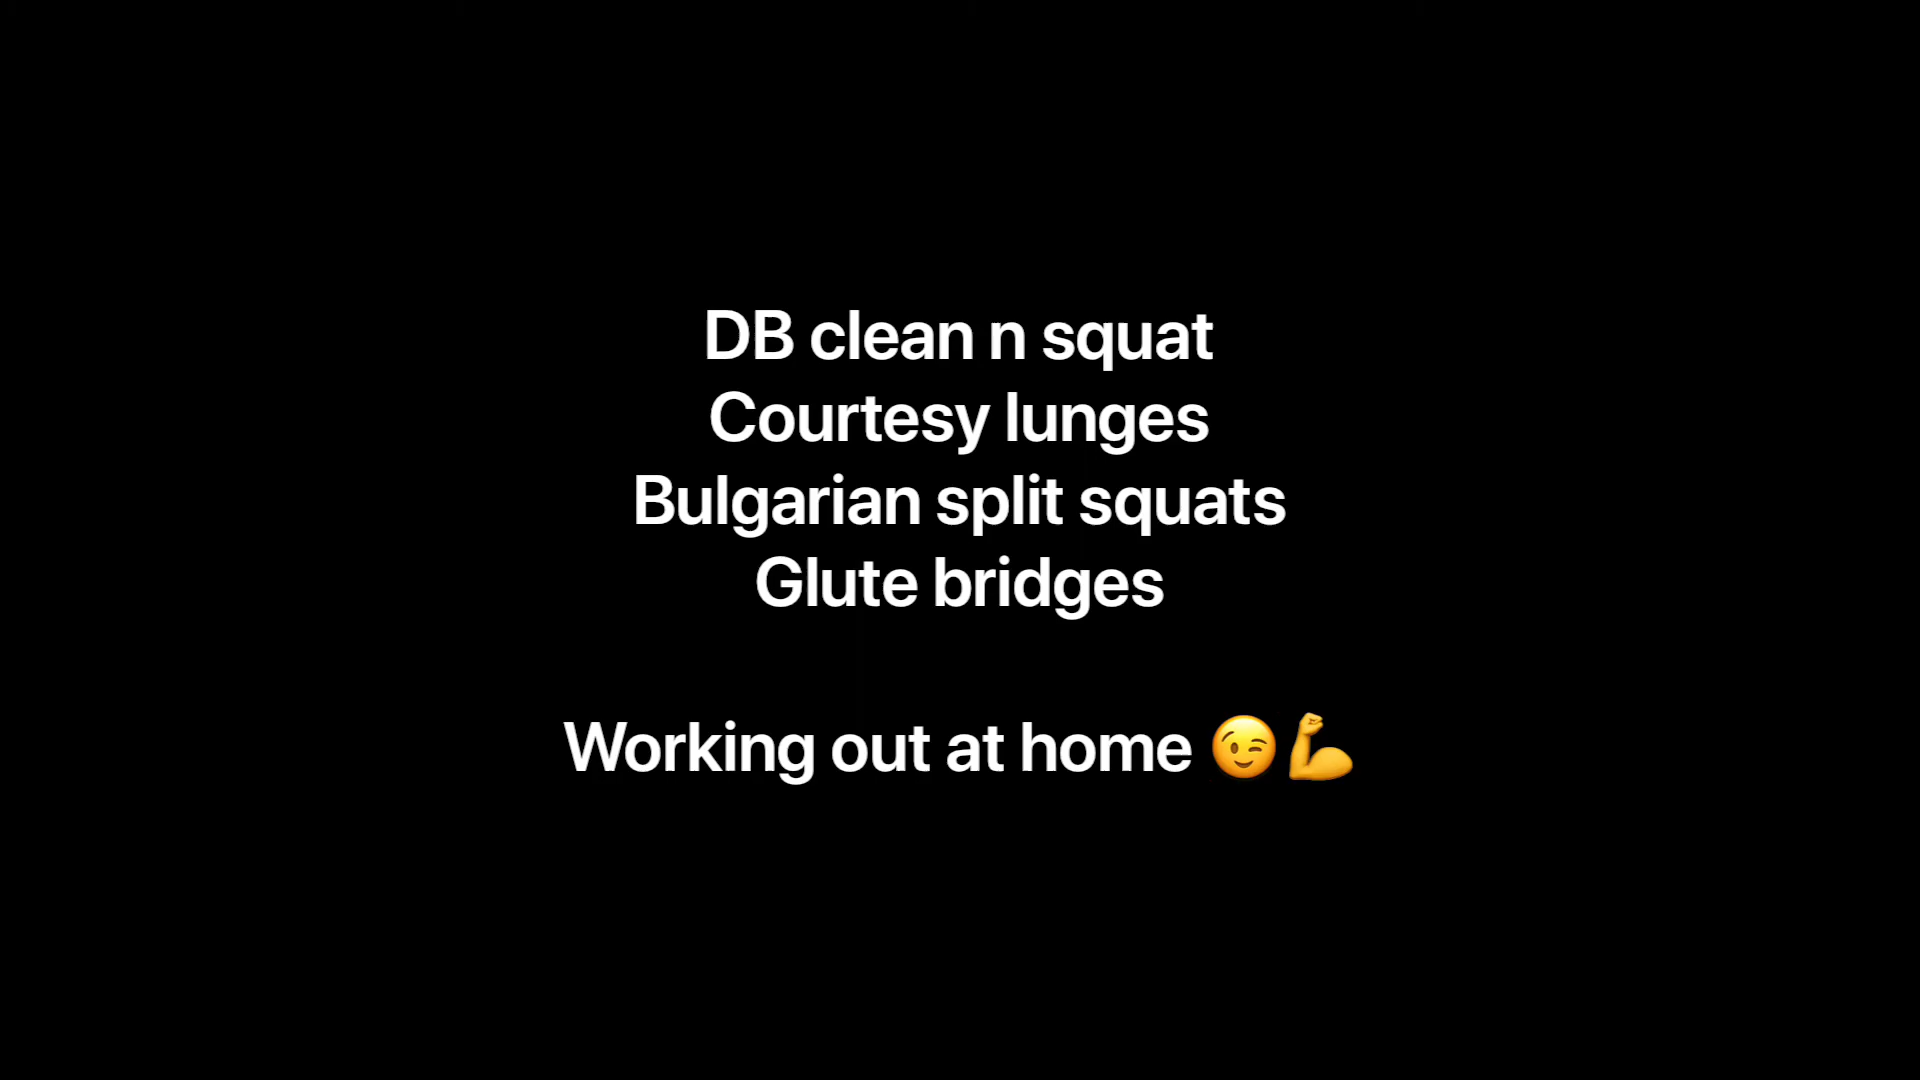 DB clean n squat
Courtesy lunges
Bulgarian split squats
Glute bridges
Working out at home 😉💪